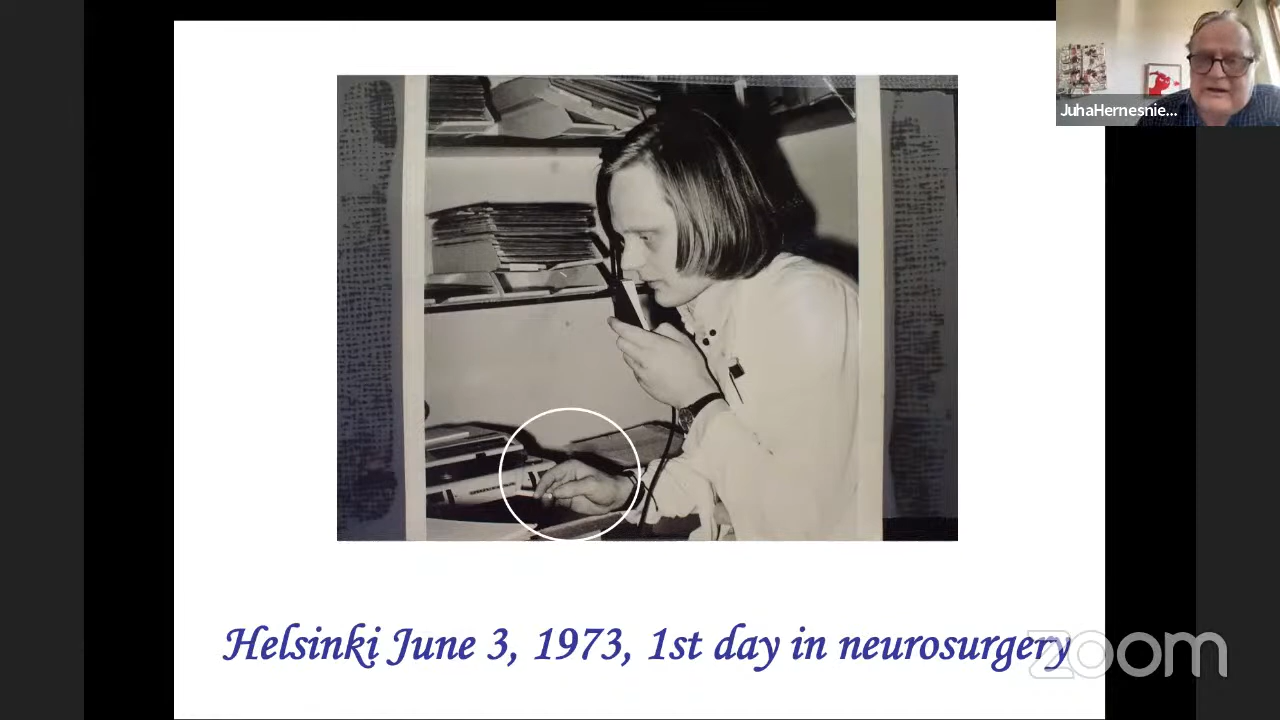 JuhaHernesnie...
Helsinki June 3, 1973, 1st day in neurosurgery
zoom